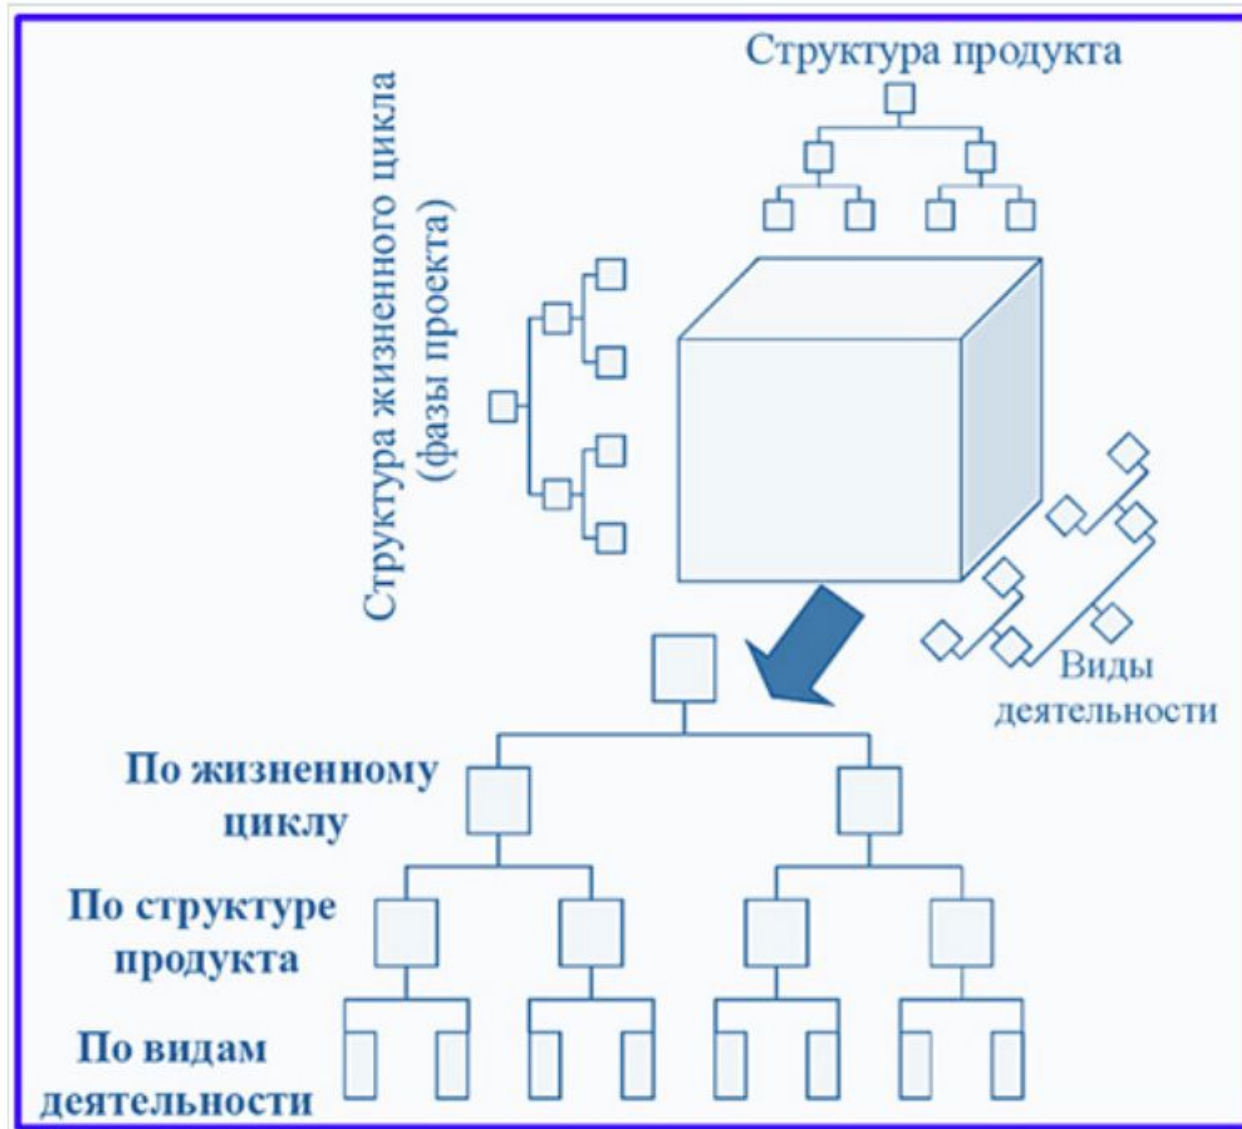 Структура продукта
Структура жизненного цикла
(фазы проекта)
Виды
деятельности
По жизненному
циклу
По структуре
продукта
По видам
деятельности